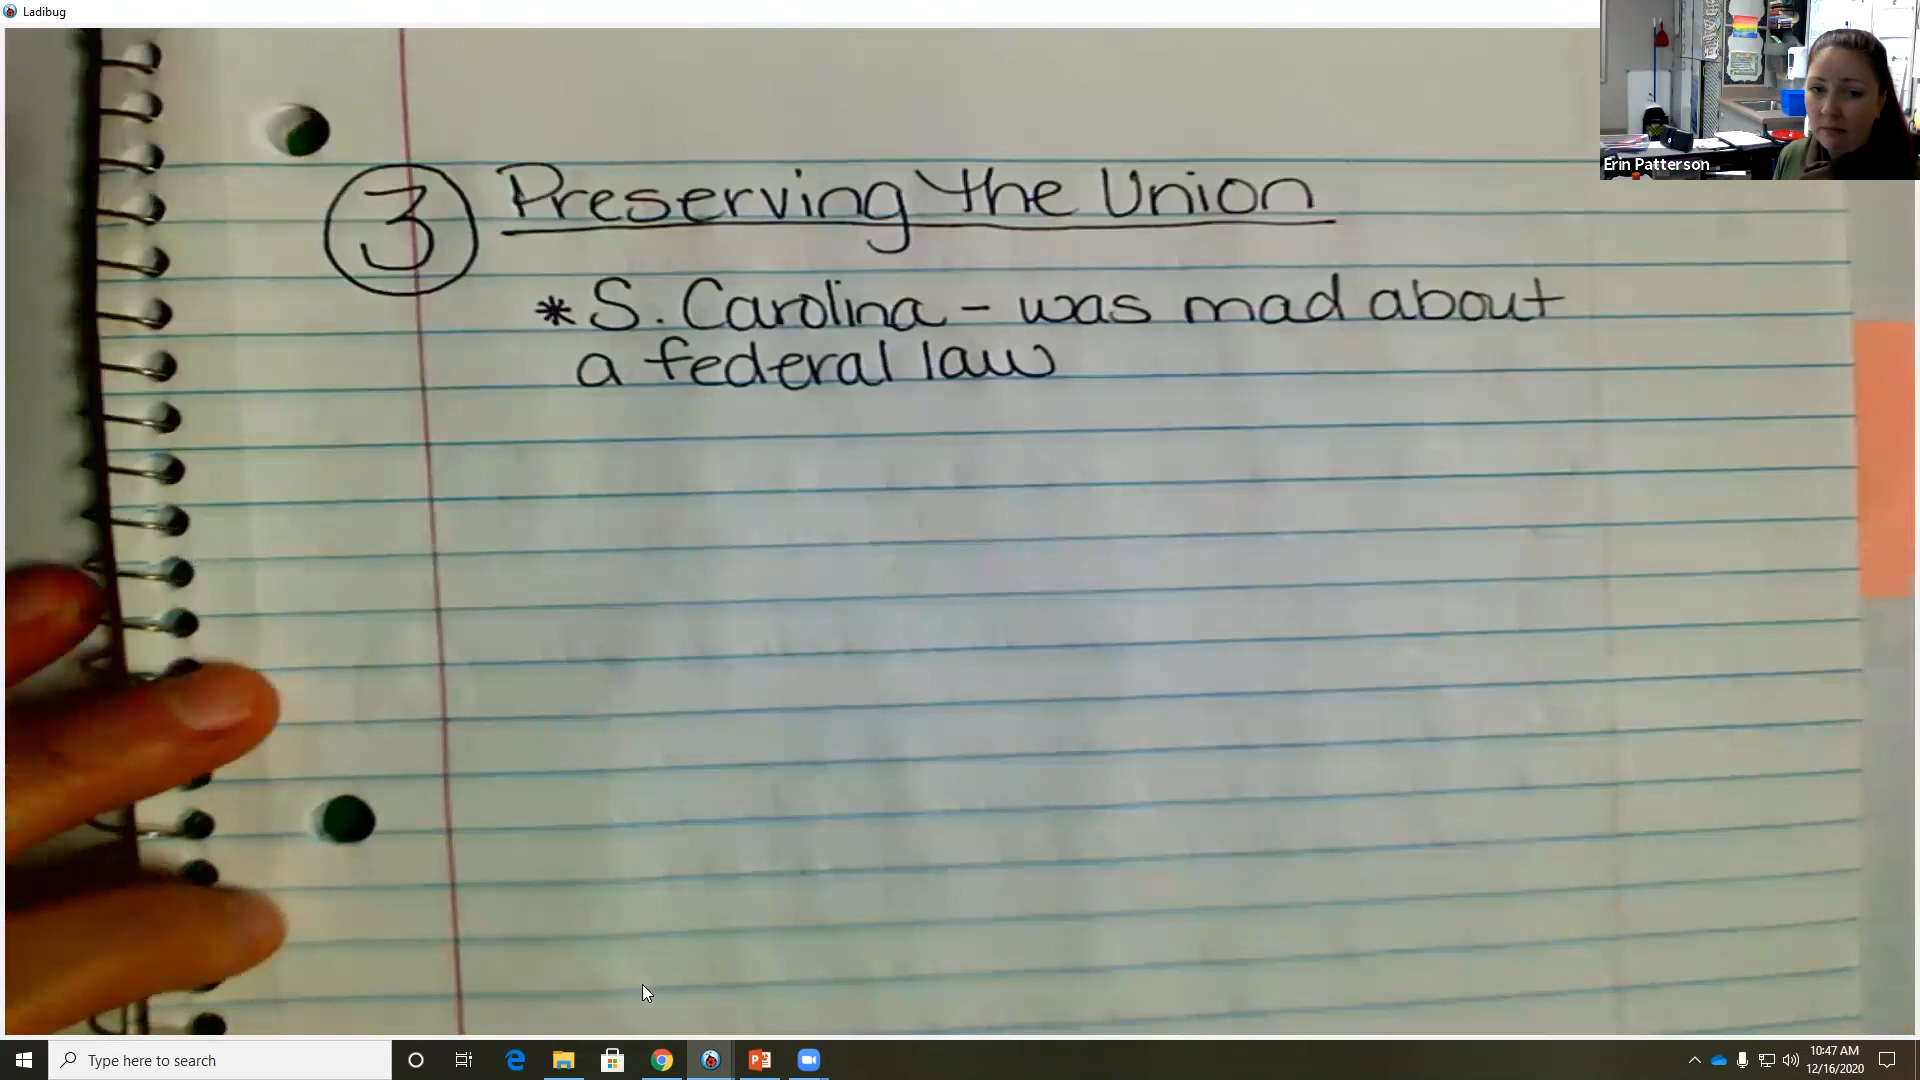 Ladibug
Erin Patterson
3 Preserving the Union
* S. Carolina - was mad about
a federal law
Type here to search
10:47 AM
12/16/2020